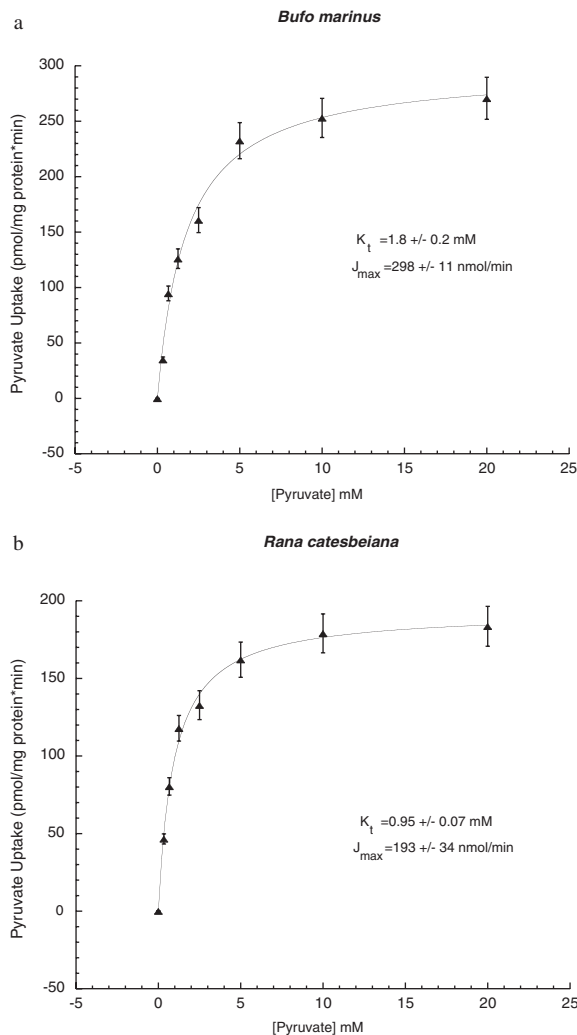 a
Bufo marinus
300
250
200
150
100
50
0
-50
Pyruvate Uptake (pmol/mg protein*min)
K_t =1.8 +/- 0.2 mM
J_max =298 +/- 11 nmol/min
-5 0 5 10 15 20 25
[Pyruvate] mM
b
Rana catesbeiana
200
150
100
50
0
-50
Pyruvate Uptake (pmol/mg protein*min)
K_t =0.95 +/- 0.07 mM
J_max =193 +/- 34 nmol/min
-5 0 5 10 15 20 25
[Pyruvate] mM